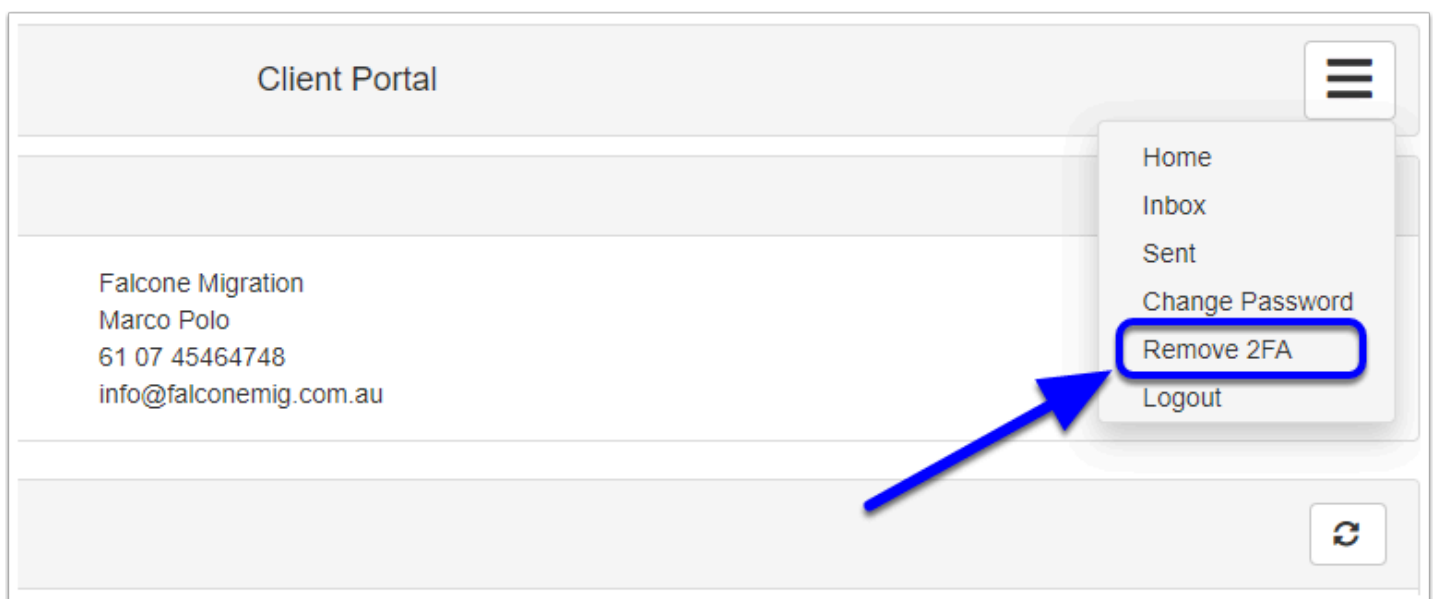 Client Portal
Home
Inbox
Sent
Change Password
Remove 2FA
Logout
Falcone Migration
Marco Polo
61 07 45464748
info@falconemig.com.au